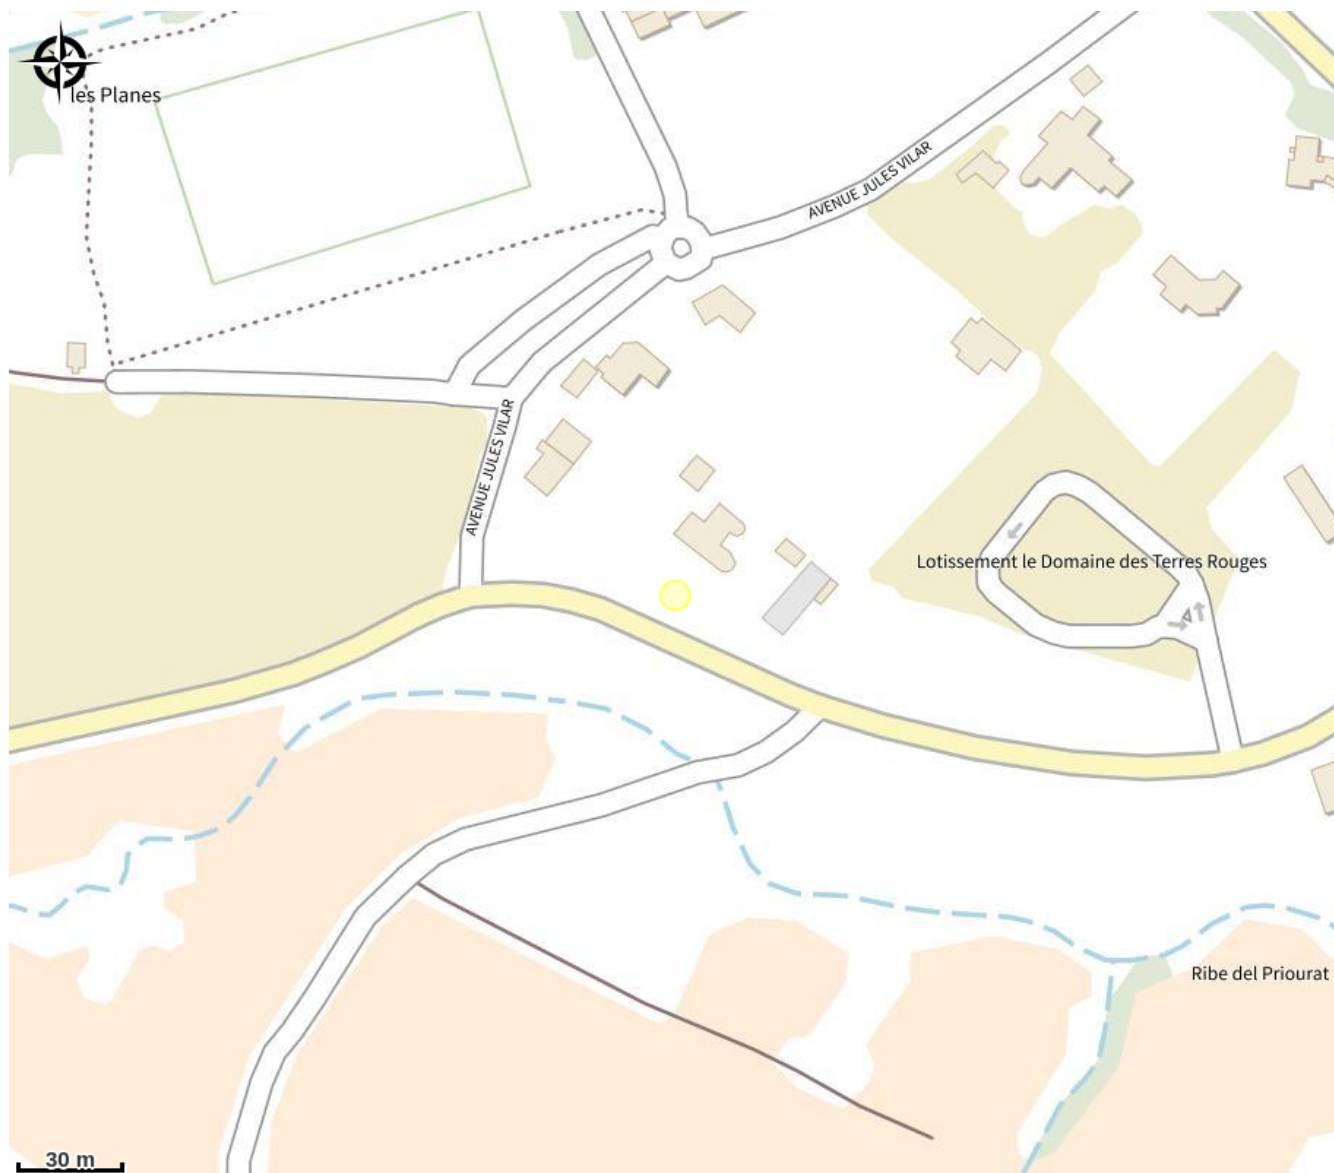 les Planes
AVENUE JULES VILAR
AVENUE JULES VILAR
Lotissement le Domaine des Terres Rouges
Ribe del Priourat
30 m